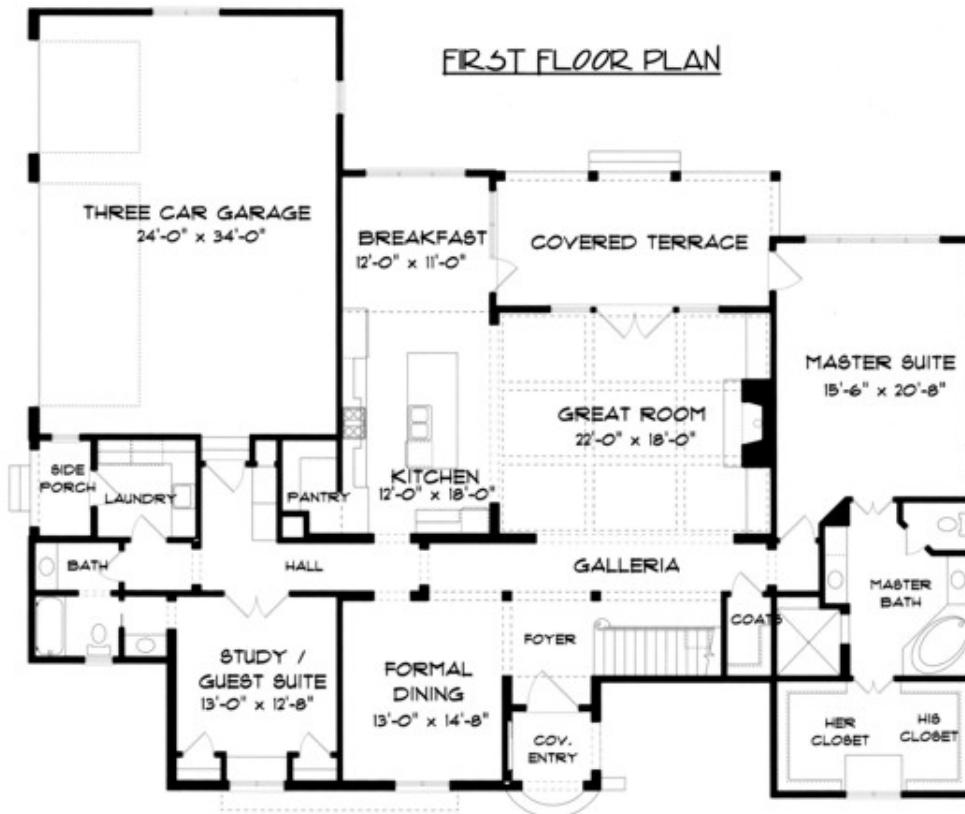 FIRST FLOOR PLAN
THREE CAR GARAGE
24'-0" x 34'-0"
BREAKFAST
12'-0" x 11'-0"
COVERED TERRACE
MASTER SUITE
15'-6" x 20'-8"
GREAT ROOM
22'-0" x 18'-0"
SIDE
PORCH
LAUNDRY
PANTRY
KITCHEN
12'-0" x 18'-0"
BATH
HALL
GALLERIA
MASTER
BATH
COATS
FOYER
STUDY /
GUEST SUITE
13'-0" x 12'-8"
FORMAL
DINING
13'-0" x 14'-8"
COV.
ENTRY
HER
CLOSET
HIS
CLOSET